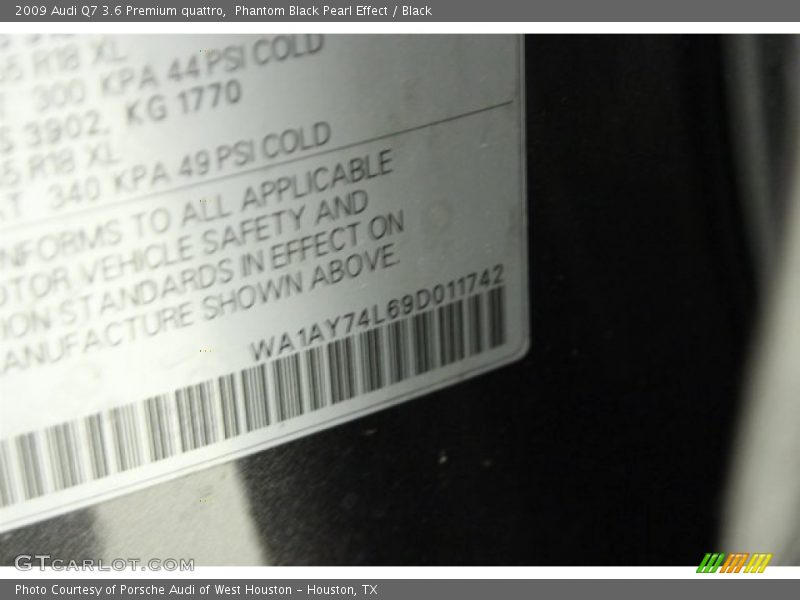 2009 Audi Q7 3.6 Premium quattro, Phantom Black Pearl Effect / Black
R18 XL
300 KPA 44 PSI COLD
3902, KG 1770
R18 XL
340 KPA 49 PSI COLD
NFORMS TO ALL APPLICABLE
OTOR VEHICLE SAFETY AND
ION STANDARDS IN EFFECT ON
ANUFACTURE SHOWN ABOVE.
WA1AY74L69D011742
GTCARLOT.COM
Photo Courtesy of Porsche Audi of West Houston - Houston, TX